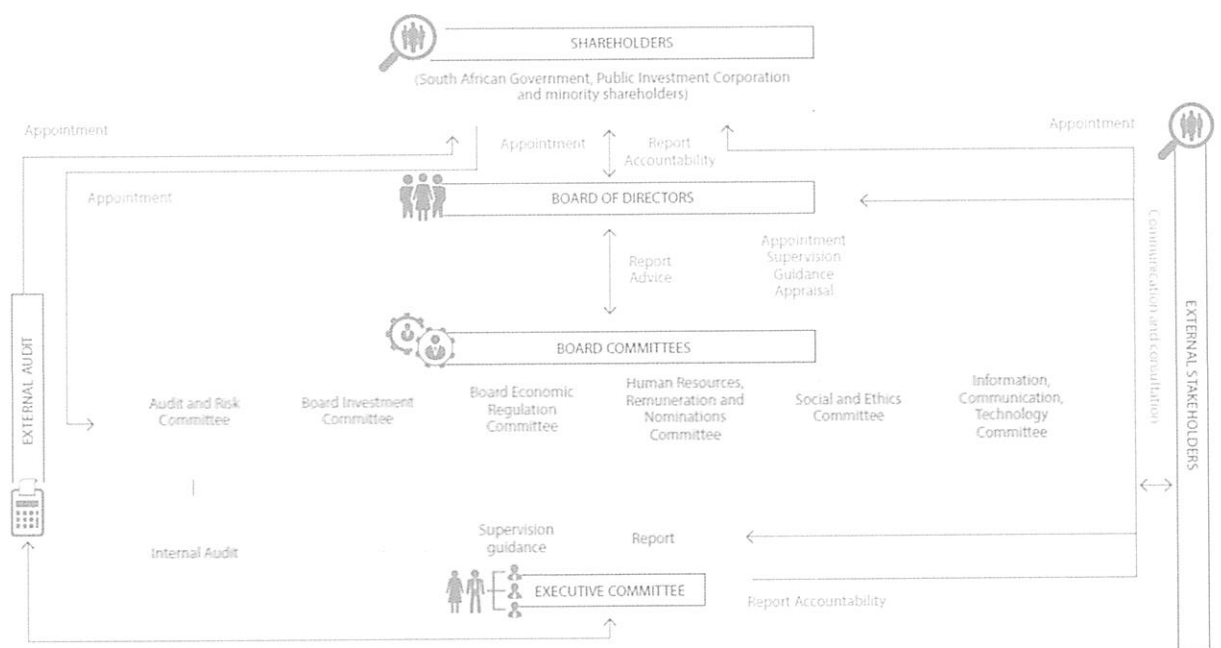 SHAREHOLDERS
(South African Government, Public Investment Corporation
and minority shareholders)
Appointment
Appointment
Appointment
Report
Accountability
Appointment
BOARD OF DIRECTORS
Report
Advice
Appointment
Supervision
Guidance
Appraisal
BOARD COMMITTEES
Audit and Risk
Committee
Board Investment
Committee
Board Economic
Regulation
Committee
Human Resources,
Remuneration and
Nominations
Committee
Social and Ethics
Committee
Information,
Communication,
Technology
Committee
Internal Audit
Supervision
guidance
Report
EXECUTIVE COMMITTEE
Report Accountability
EXTERNAL AUDIT
Communication and consultation
EXTERNAL STAKEHOLDERS